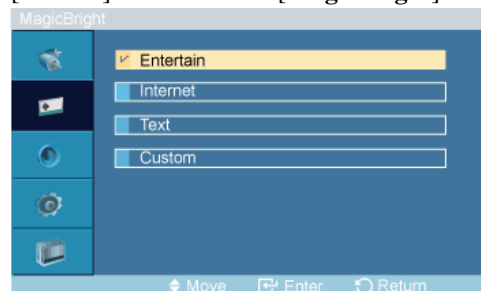 MagicBright
Entertain
Internet
Text
Custom
Move Enter Return